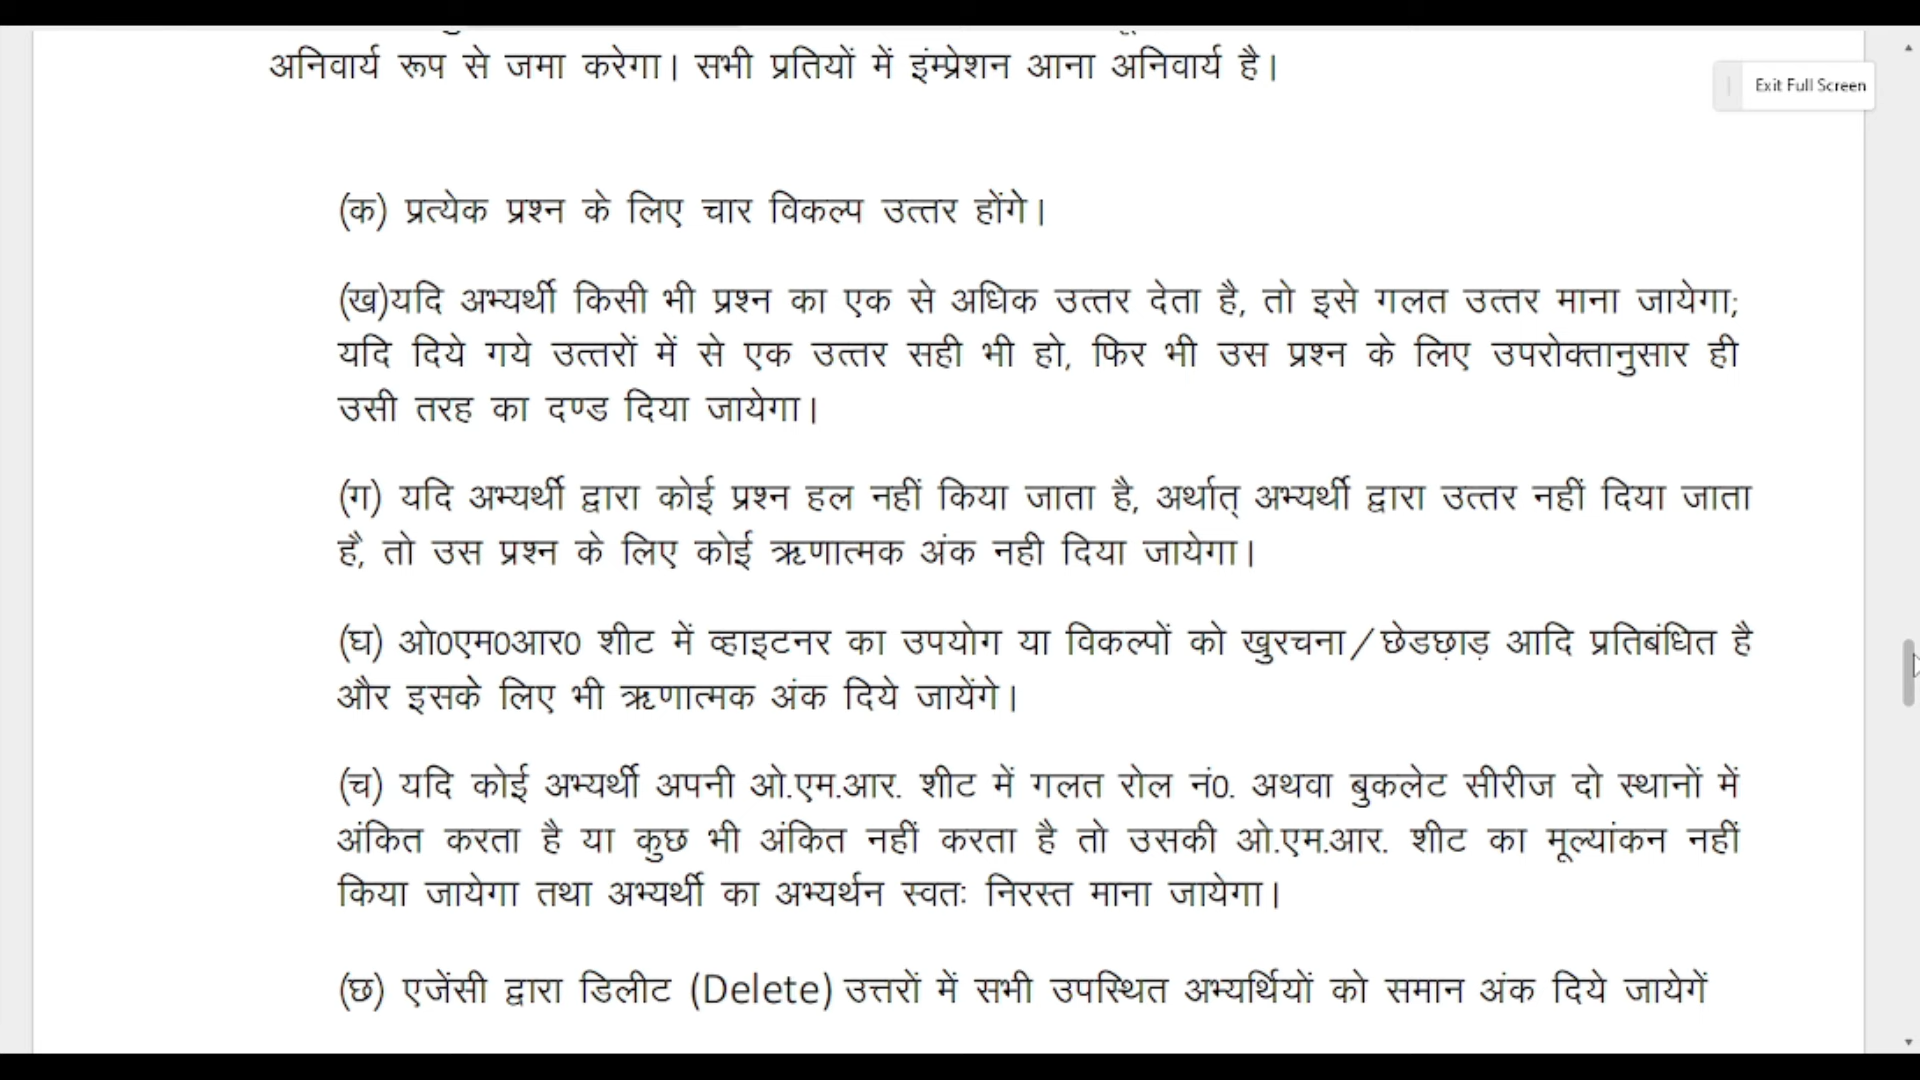 अनिवार्य रूप से जमा करेगा। सभी प्रतियों में इंम्प्रेशन आना अनिवार्य है।
Exit Full Screen
(क) प्रत्येक प्रश्न के लिए चार विकल्प उत्तर होंगे।
(ख)यदि अभ्यर्थी किसी भी प्रश्न का एक से अधिक उत्तर देता है, तो इसे गलत उत्तर माना जायेगा;
यदि दिये गये उत्तरों में से एक उत्तर सही भी हो, फिर भी उस प्रश्न के लिए उपरोक्तानुसार ही
उसी तरह का दण्ड दिया जायेगा।
(ग) यदि अभ्यर्थी द्वारा कोई प्रश्न हल नहीं किया जाता है, अर्थात् अभ्यर्थी द्वारा उत्तर नहीं दिया जाता
है, तो उस प्रश्न के लिए कोई ऋणात्मक अंक नही दिया जायेगा।
(घ) ओ0एम0आर0 शीट में व्हाइटनर का उपयोग या विकल्पों को खुरचना/छेडछाड़ आदि प्रतिबंधित है
और इसके लिए भी ऋणात्मक अंक दिये जायेंगे।
(च) यदि कोई अभ्यर्थी अपनी ओ.एम.आर. शीट में गलत रोल नं0. अथवा बुकलेट सीरीज दो स्थानों में
अंकित करता है या कुछ भी अंकित नहीं करता है तो उसकी ओ.एम.आर. शीट का मूल्यांकन नहीं
किया जायेगा तथा अभ्यर्थी का अभ्यर्थन स्वतः निरस्त माना जायेगा।
(छ) एजेंसी द्वारा डिलीट (Delete) उत्तरों में सभी उपस्थित अभ्यर्थियों को समान अंक दिये जायेगें